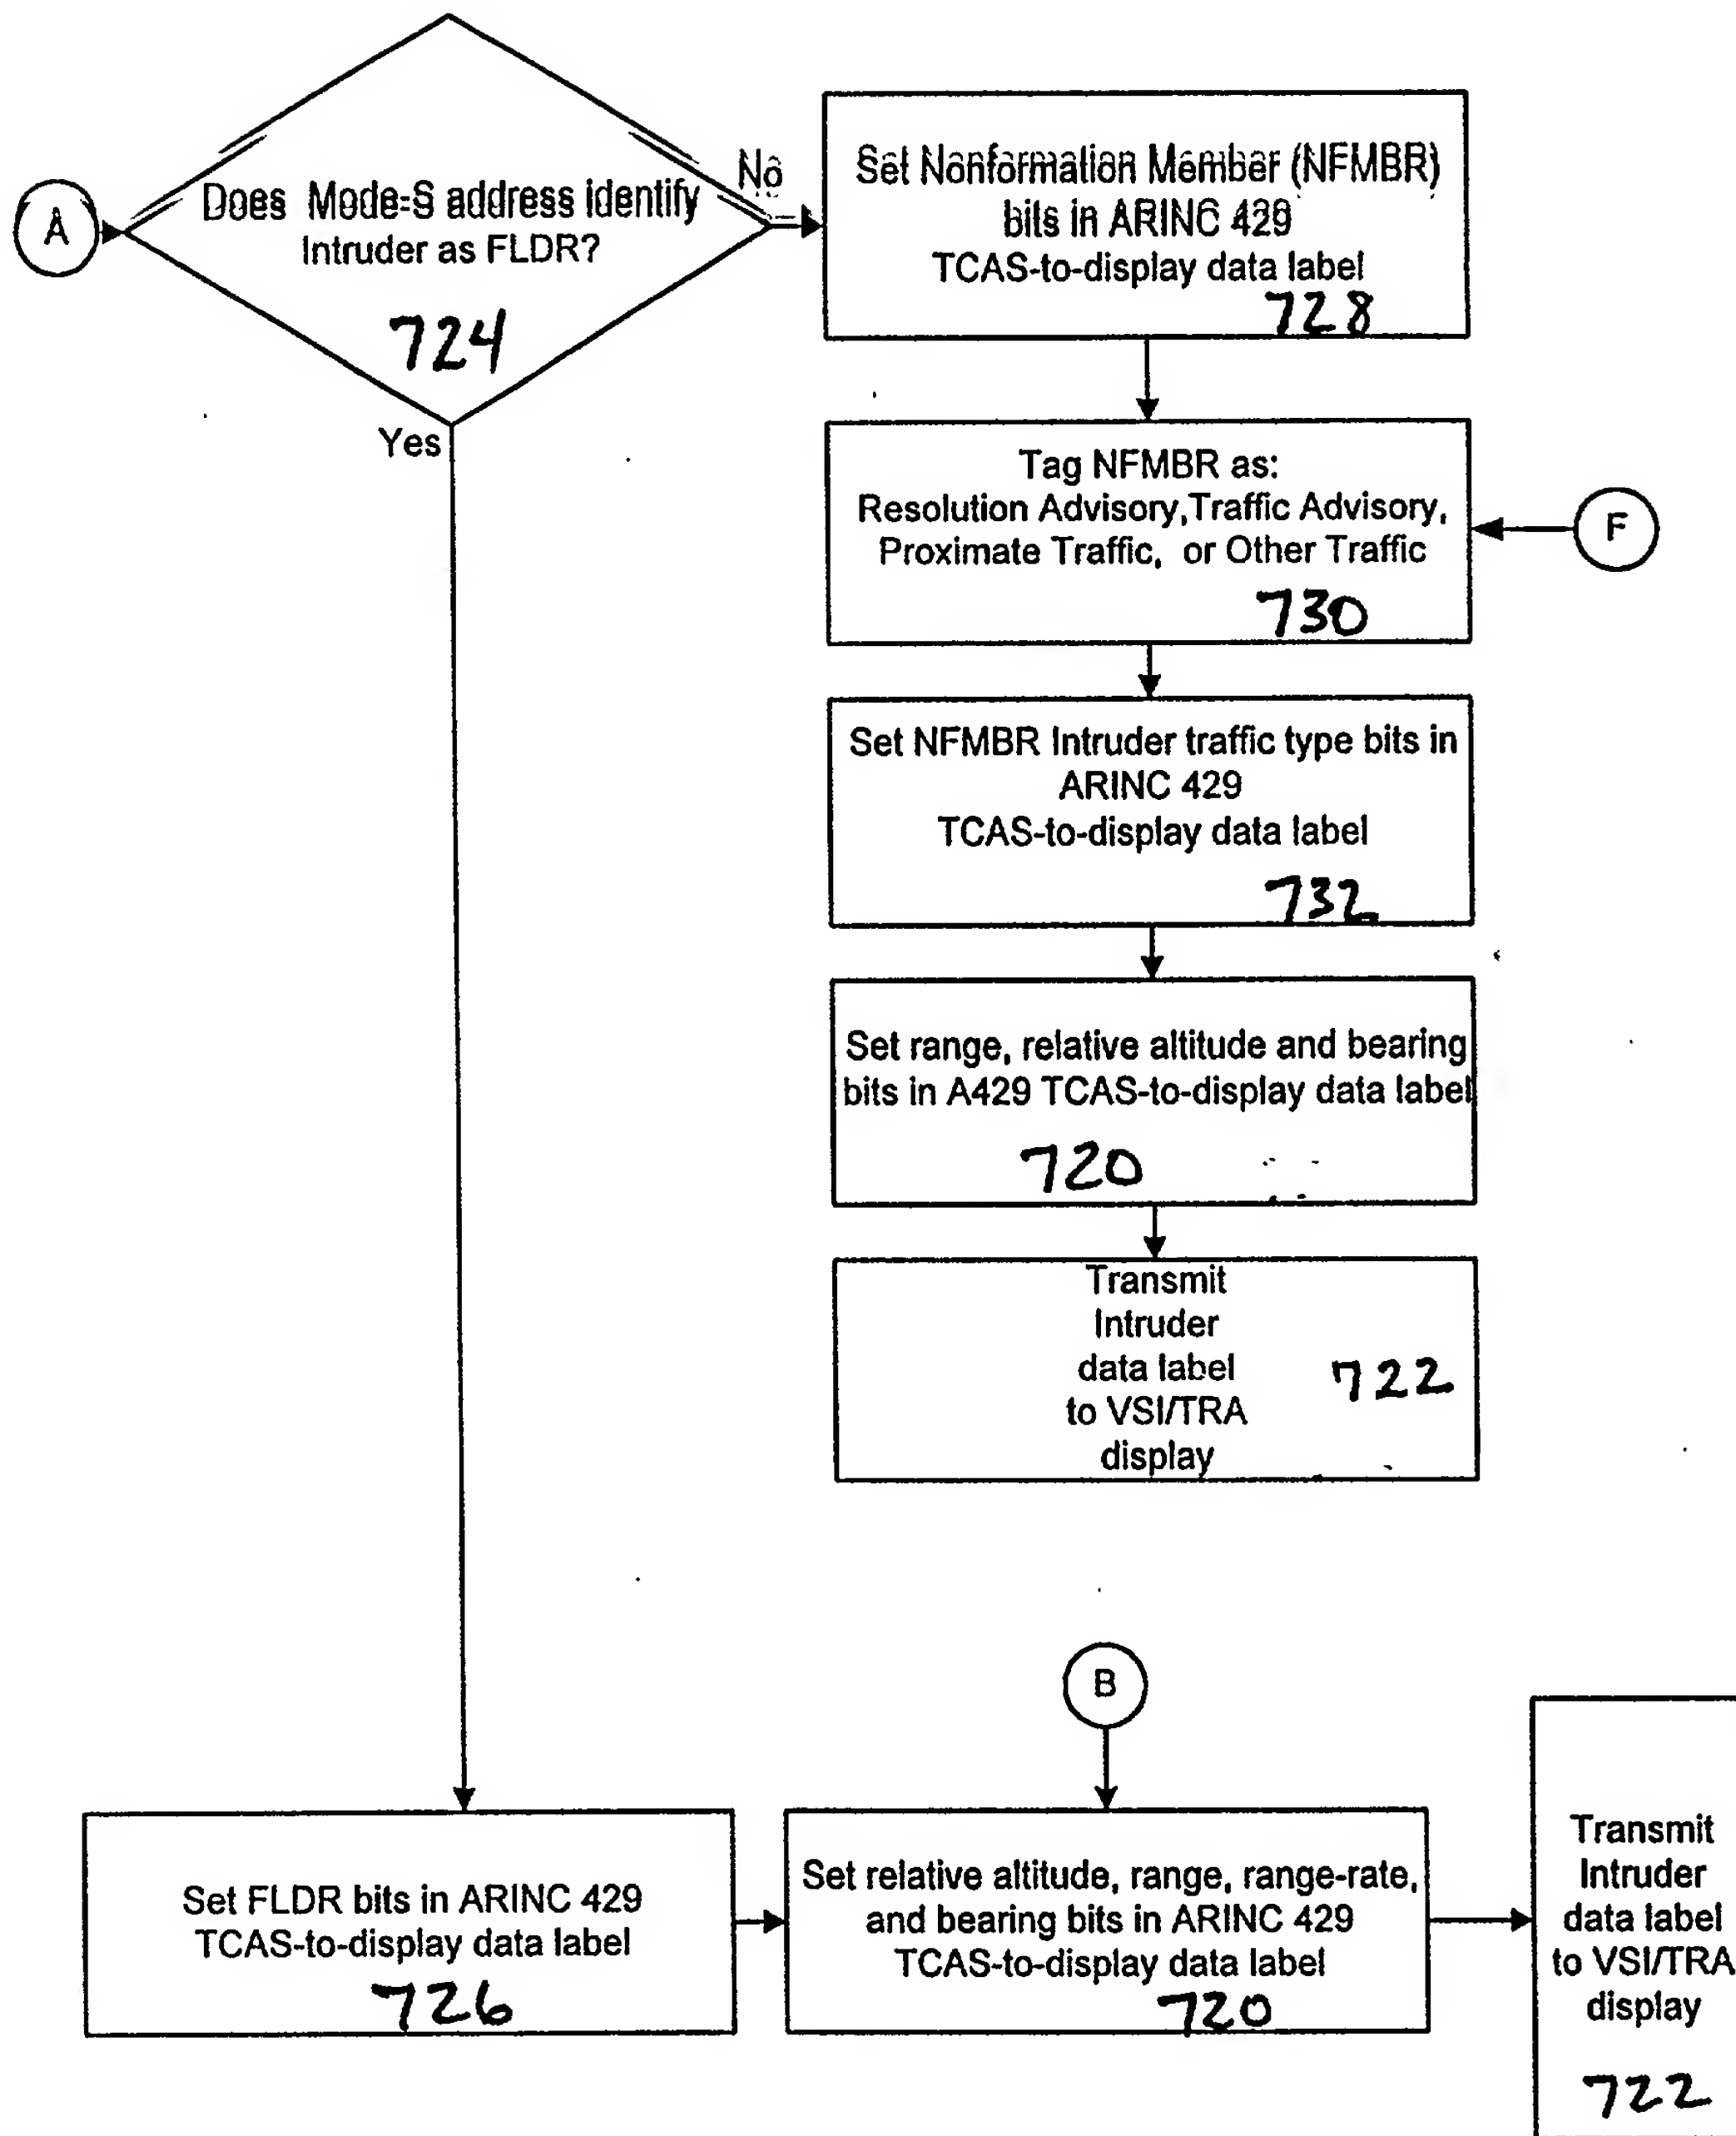 A
Does Mode-S address identify
Intruder as FLDR?
724
No
Yes
Set Nonformation Member (NFMBR)
bits in ARINC 429
TCAS-to-display data label
728
Tag NFMBR as:
Resolution Advisory, Traffic Advisory,
Proximate Traffic, or Other Traffic
730
F
Set NFMBR Intruder traffic type bits in
ARINC 429
TCAS-to-display data label
732
Set range, relative altitude and bearing
bits in A429 TCAS-to-display data label
720
Transmit
Intruder
data label
to VSI/TRA
display
722
B
Set FLDR bits in ARINC 429
TCAS-to-display data label
726
Set relative altitude, range, range-rate,
and bearing bits in ARINC 429
TCAS-to-display data label
720
Transmit
Intruder
data label
to VSI/TRA
display
722